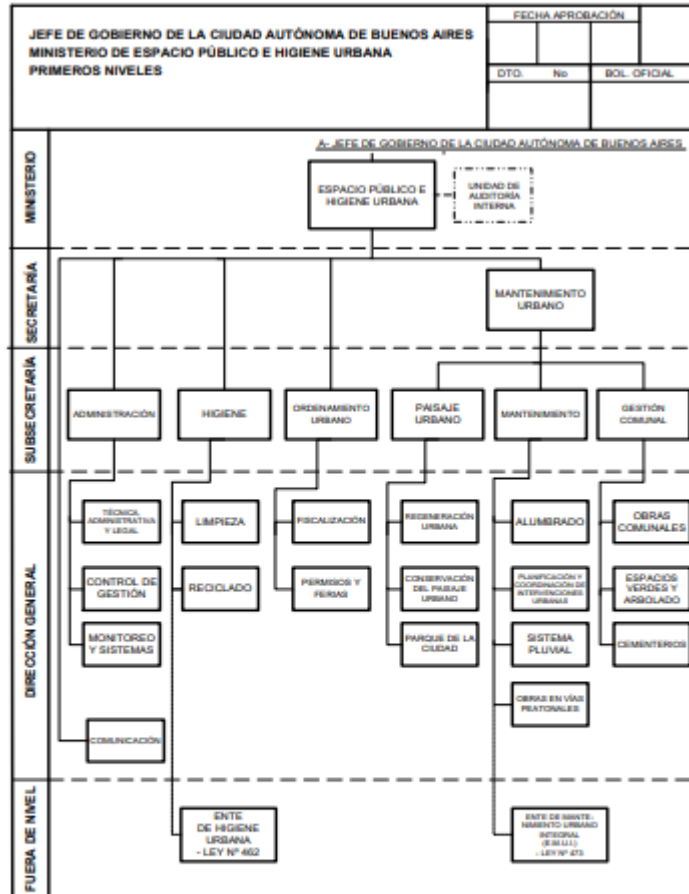 JEFE DE GOBIERNO DE LA CIUDAD AUTÓNOMA DE BUENOS AIRES
MINISTERIO DE ESPACIO PÚBLICO E HIGIENE URBANA
PRIMEROS NIVELES
FECHA APROBACIÓN
DTO. No BOL. OFICIAL
MINISTERIO
A- JEFE DE GOBIERNO DE LA CIUDAD AUTÓNOMA DE BUENOS AIRES
ESPACIO PÚBLICO E
HIGIENE URBANA
UNIDAD DE
AUDITORÍA
INTERNA
SECRETARÍA
MANTENIMIENTO
URBANO
SUBSECRETARÍA
ADMINISTRACIÓN
HIGIENE
ORDENAMIENTO
URBANO
PAISAJE
URBANO
MANTENIMIENTO
GESTIÓN
COMUNAL
DIRECCIÓN GENERAL
TÉCNICA,
ADMINISTRATIVA
Y LEGAL
LIMPIEZA
FISCALIZACIÓN
REGENERACIÓN
URBANA
ALUMBRADO
OBRAS
COMUNALES
CONTROL DE
GESTIÓN
RECICLADO
PERMISOS Y
FERIAS
CONSERVACIÓN
DEL PAISAJE
URBANO
PLANIFICACIÓN Y
COORDINACIÓN DE
INTERVENCIONES
URBANAS
ESPACIOS
VERDES Y
ARBOLADO
MONITOREO
Y SISTEMAS
PARQUE DE LA
CIUDAD
SISTEMA
PLUVIAL
CEMENTERIOS
OBRAS EN VÍAS
PEATONALES
COMUNICACIÓN
FUERA DE NIVEL
ENTE
DE HIGIENE
URBANA
- LEY Nº 462
ENTE DE MANTE-
NIMIENTO URBANO
INTEGRAL
(E.M.U.I.)
- LEY Nº 473